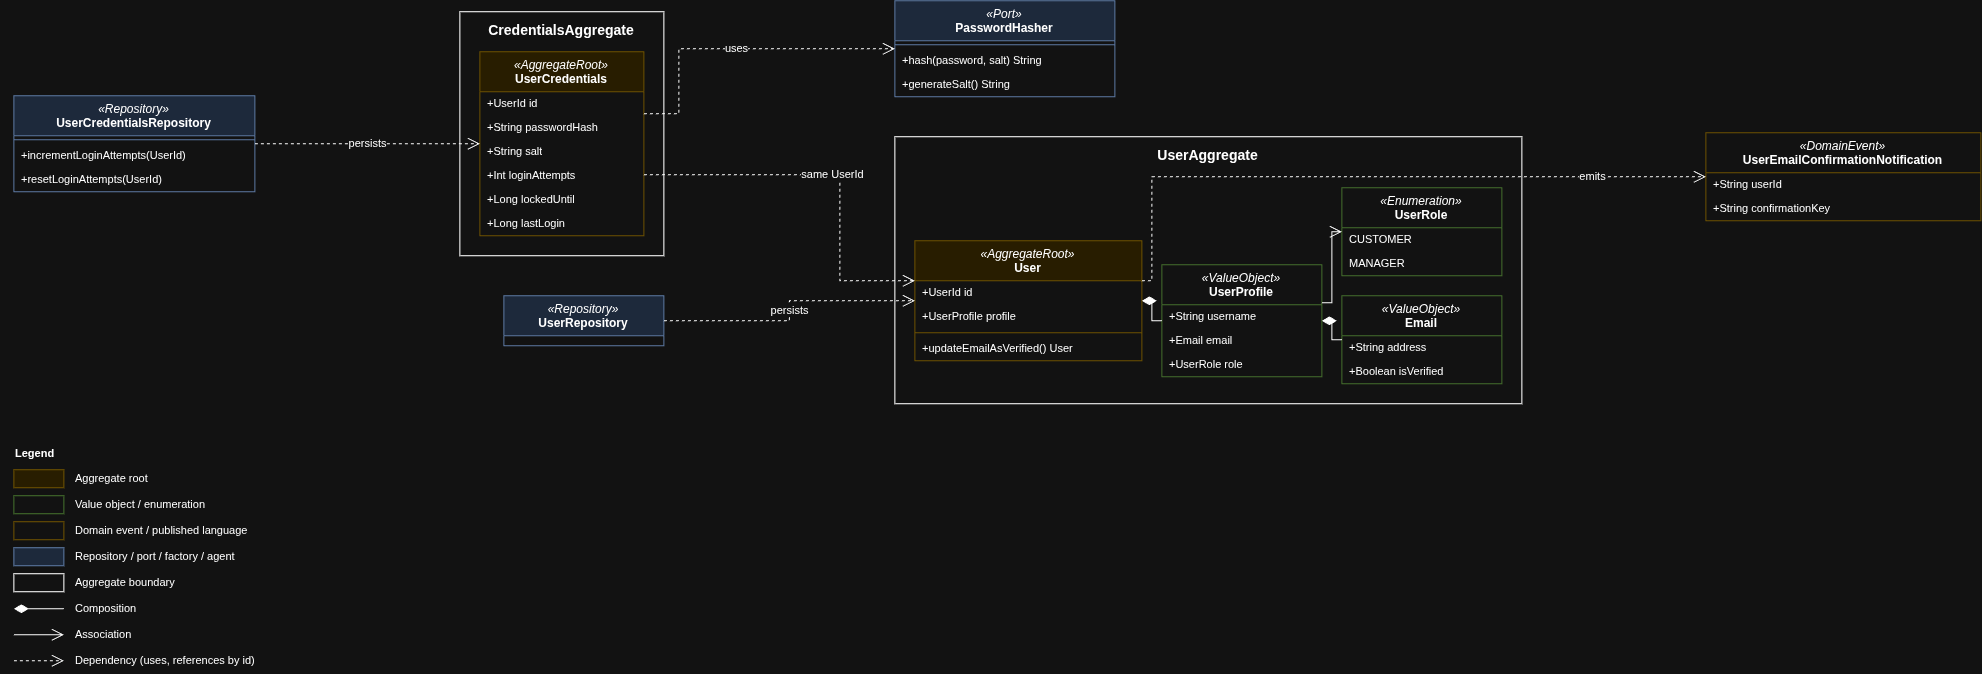 CredentialsAggregate
«AggregateRoot»
UserCredentials
+UserId id
+String passwordHash
+String salt
+Int loginAttempts
+Long lockedUntil
+Long lastLogin
«Repository»
UserCredentialsRepository
+incrementLoginAttempts(UserId)
+resetLoginAttempts(UserId)
persists
uses
«Port»
PasswordHasher
+hash(password, salt) String
+generateSalt() String
same UserId
«Repository»
UserRepository
persists
UserAggregate
«AggregateRoot»
User
+UserId id
+UserProfile profile
+updateEmailAsVerified() User
«ValueObject»
UserProfile
+String username
+Email email
+UserRole role
«Enumeration»
UserRole
CUSTOMER
MANAGER
«ValueObject»
Email
+String address
+Boolean isVerified
emits
«DomainEvent»
UserEmailConfirmationNotification
+String userId
+String confirmationKey
Legend
Aggregate root
Value object / enumeration
Domain event / published language
Repository / port / factory / agent
Aggregate boundary
Composition
Association
Dependency (uses, references by id)